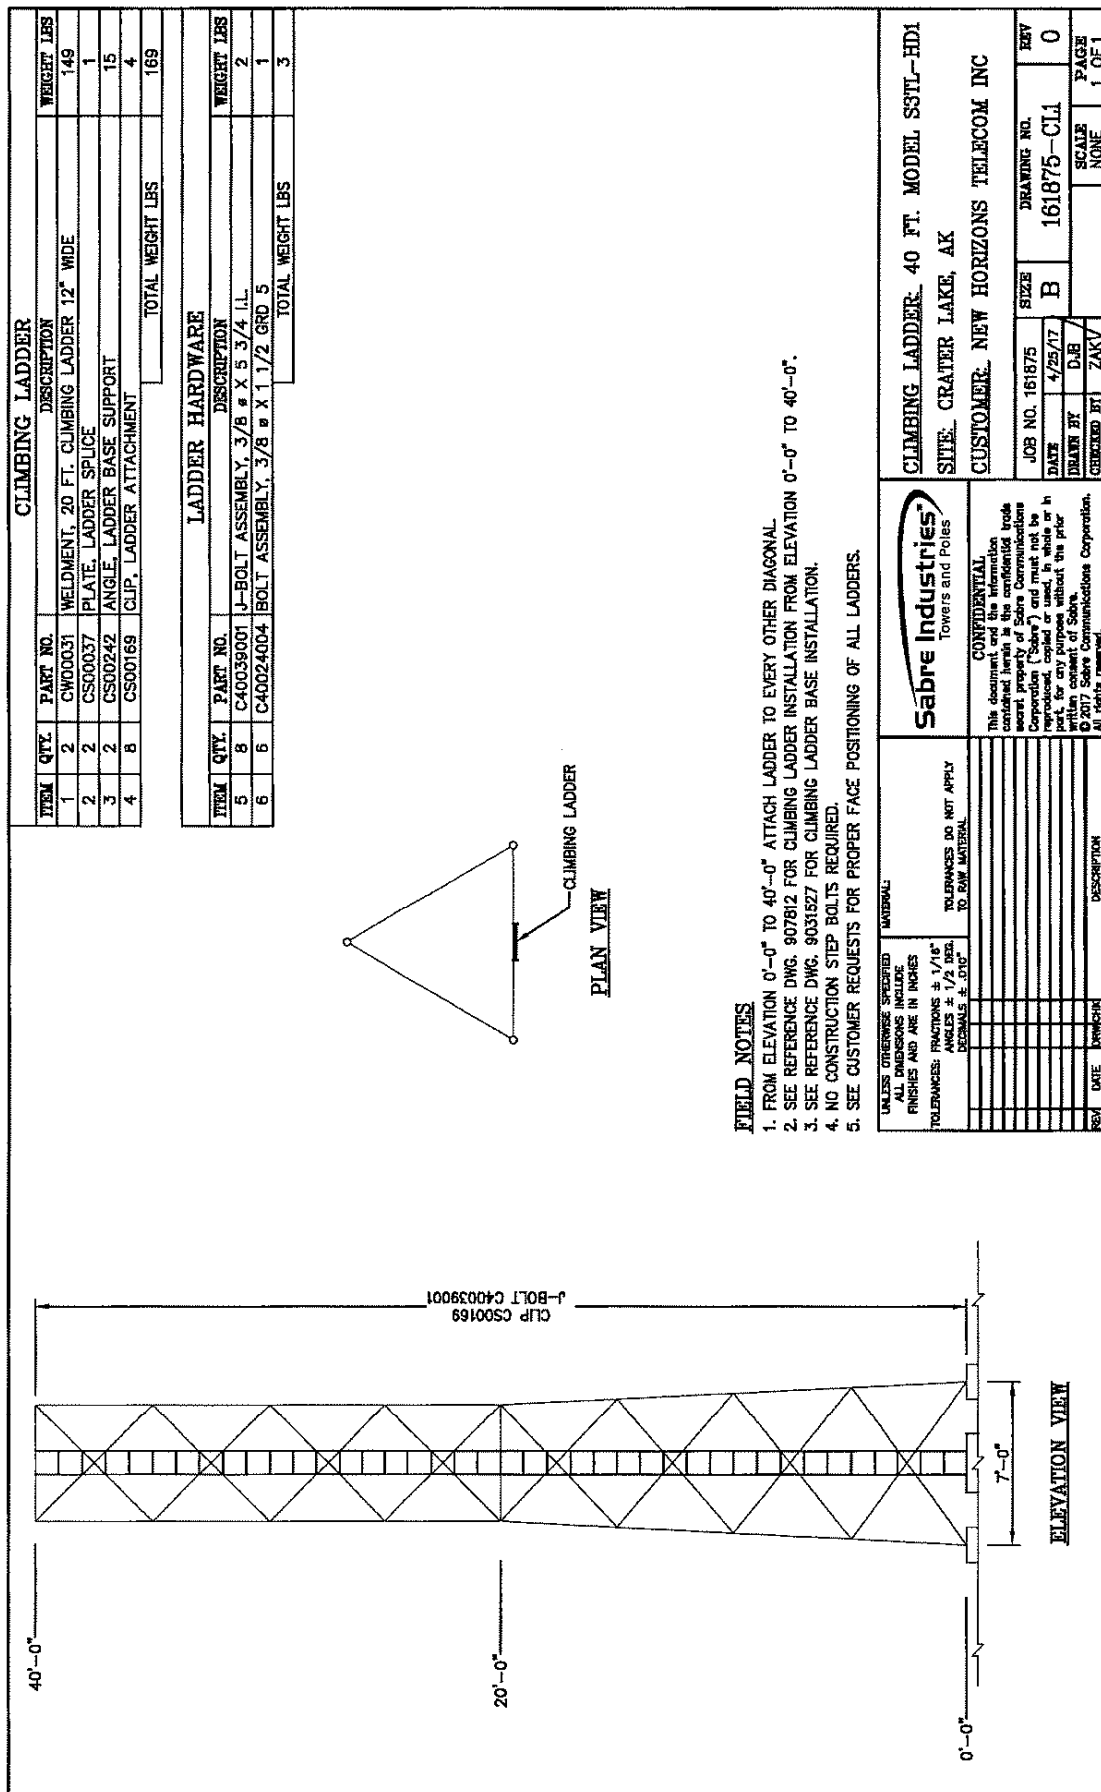 CLIMBING LADDER
ITEM QTY. PART NO. DESCRIPTION WEIGHT LBS
1 2 CW00031 WELDMENT, 20 FT. CLIMBING LADDER 12" WIDE 149
2 2 CS00037 PLATE, LADDER SPLICE 1
3 2 CS00242 ANGLE, LADDER BASE SUPPORT 15
4 8 CS00169 CLIP, LADDER ATTACHMENT 4
TOTAL WEIGHT LBS 169
LADDER HARDWARE
ITEM QTY. PART NO. DESCRIPTION WEIGHT LBS
5 8 C40039001 J-BOLT ASSEMBLY, 3/8 ø X 5 3/4 I.L. 2
6 6 C40024004 BOLT ASSEMBLY, 3/8 ø X 1 1/2 GRD 5 1
TOTAL WEIGHT LBS 3
40'-0"
20'-0"
0'-0"
CLIP CS00169
J-BOLT C40039001
7'-0"
ELEVATION VIEW
CLIMBING LADDER
PLAN VIEW
FIELD NOTES
1. FROM ELEVATION 0'-0" TO 40'-0" ATTACH LADDER TO EVERY OTHER DIAGONAL.
2. SEE REFERENCE DWG. 907812 FOR CLIMBING LADDER INSTALLATION FROM ELEVATION 0'-0" TO 40'-0".
3. SEE REFERENCE DWG. 9031527 FOR CLIMBING LADDER BASE INSTALLATION.
4. NO CONSTRUCTION STEP BOLTS REQUIRED.
5. SEE CUSTOMER REQUESTS FOR PROPER FACE POSITIONING OF ALL LADDERS.
UNLESS OTHERWISE SPECIFIED
ALL DIMENSIONS INCLUDE
FINISHES AND ARE IN INCHES
TOLERANCES: FRACTIONS ± 1/16"
ANGLES ± 1/2 DEG.
DECIMALS ± .010"
MATERIAL:
TOLERANCES DO NOT APPLY
TO RAW MATERIAL
REV DATE DRWN/CHK DESCRIPTION
Sabre Industries™
Towers and Poles
CONFIDENTIAL
This document and the information
contained herein is the confidential trade
secret property of Sabre Communications
Corporation ("Sabre") and must not be
reproduced, copied or used, in whole or in
part, for any purpose without the prior
written consent of Sabre.
© 2017 Sabre Communications Corporation.
All rights reserved.
CLIMBING LADDER: 40 FT. MODEL S3TL-HD1
SITE: CRATER LAKE, AK
CUSTOMER: NEW HORIZONS TELECOM INC
JOB NO. 161875
DATE 4/25/17
DRAWN BY DJB
CHECKED BY ZAK
SIZE B
DRAWING NO. 161875-CL1
REV 0
SCALE NONE
PAGE 1 OF 1